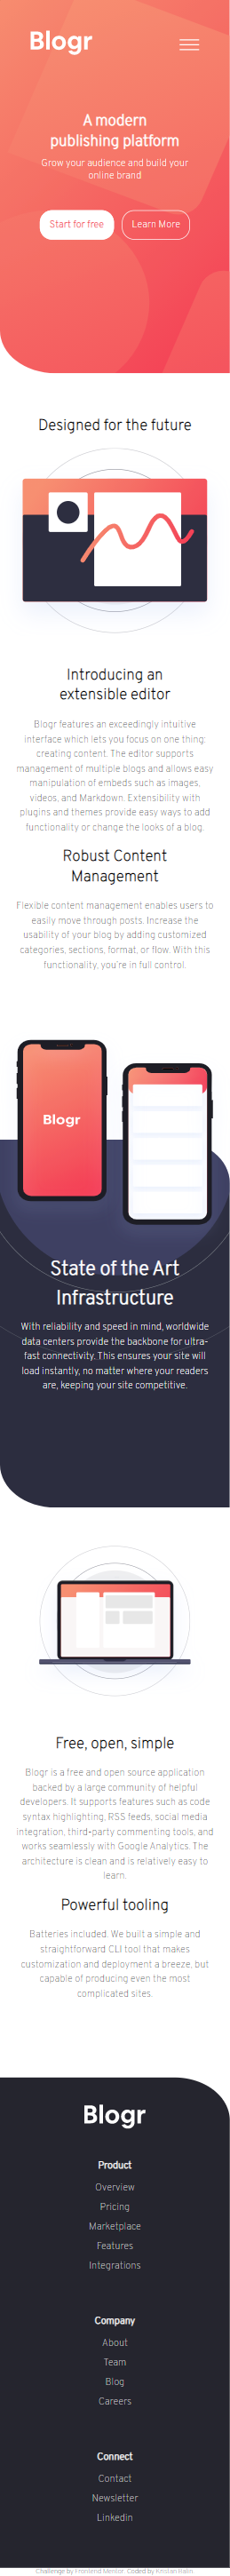 Blogr
A modern
publishing platform
Grow your audience and build your
online brand
Start for free Learn More
Designed for the future
Introducing an
extensible editor
Blogr features an exceedingly intuitive
interface which lets you focus on one thing:
creating content. The editor supports
management of multiple blogs and allows easy
manipulation of embeds such as images,
videos, and Markdown. Extensibility with
plugins and themes provide easy ways to add
functionality or change the looks of a blog.
Robust Content
Management
Flexible content management enables users to
easily move through posts. Increase the
usability of your blog by adding customized
categories, sections, format, or flow. With this
functionality, you're in full control.
Blogr
State of the Art
Infrastructure
With reliability and speed in mind, worldwide
data centers provide the backbone for ultra-
fast connectivity. This ensures your site will
load instantly, no matter where your readers
are, keeping your site competitive.
Free, open, simple
Blogr is a free and open source application
backed by a large community of helpful
developers. It supports features such as code
syntax highlighting, RSS feeds, social media
integration, third-party commenting tools, and
works seamlessly with Google Analytics. The
architecture is clean and is relatively easy to
learn.
Powerful tooling
Batteries included. We built a simple and
straightforward CLI tool that makes
customization and deployment a breeze, but
capable of producing even the most
complicated sites.
Blogr
Product
Overview
Pricing
Marketplace
Features
Integrations
Company
About
Team
Blog
Careers
Connect
Contact
Newsletter
Linkedin
Challenge by Frontend Mentor. Coded by Kristan Ratin